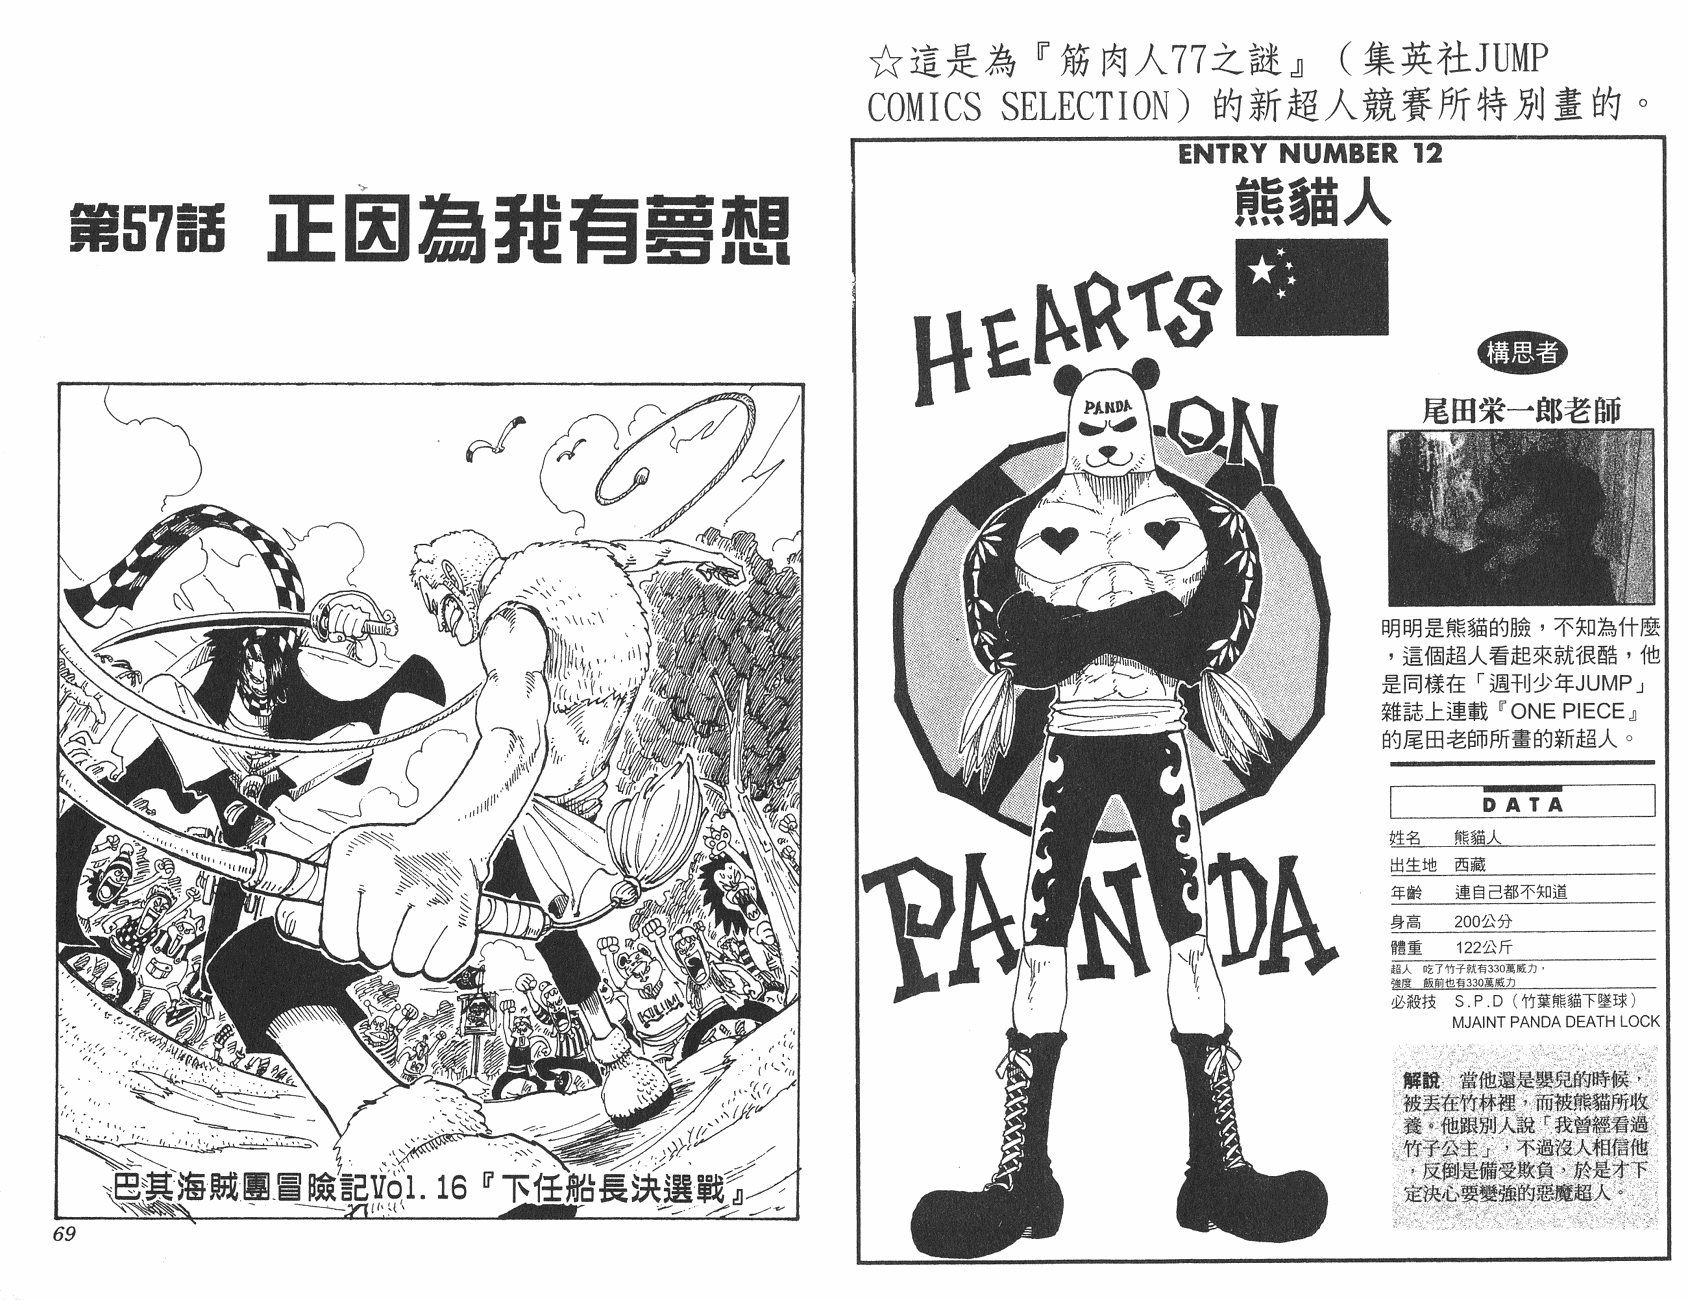 ☆這是為『筋肉人77之謎』（集英社JUMP
COMICS SELECTION）的新超人競賽所特別畫的。
ENTRY NUMBER 12
熊貓人
HEARTS
ON
PANDA
PANDA
構思者
尾田栄一郎老師
明明是熊貓的臉，不知為什麼
，這個超人看起來就很酷，他
是同樣在「週刊少年JUMP」
雜誌上連載『ONE PIECE』
的尾田老師所畫的新超人。
DATA
姓名 熊貓人
出生地 西藏
年齡 連自己都不知道
身高 200公分
體重 122公斤
超人 吃了竹子就有330萬威力，
強度 飯前也有330萬威力
必殺技 S.P.D（竹葉熊貓下墜球）
MJAINT PANDA DEATH LOCK
解說 當他還是嬰兒的時候，
被丟在竹林裡，而被熊貓所收
養。他跟別人說「我曾經看過
竹子公主」，不過沒人相信他
，反倒是備受欺負，於是才下
定決心要變強的惡魔超人。
第57話 正因為我有夢想
巴其海賊團冒險記Vol.16『下任船長決選戰』
69